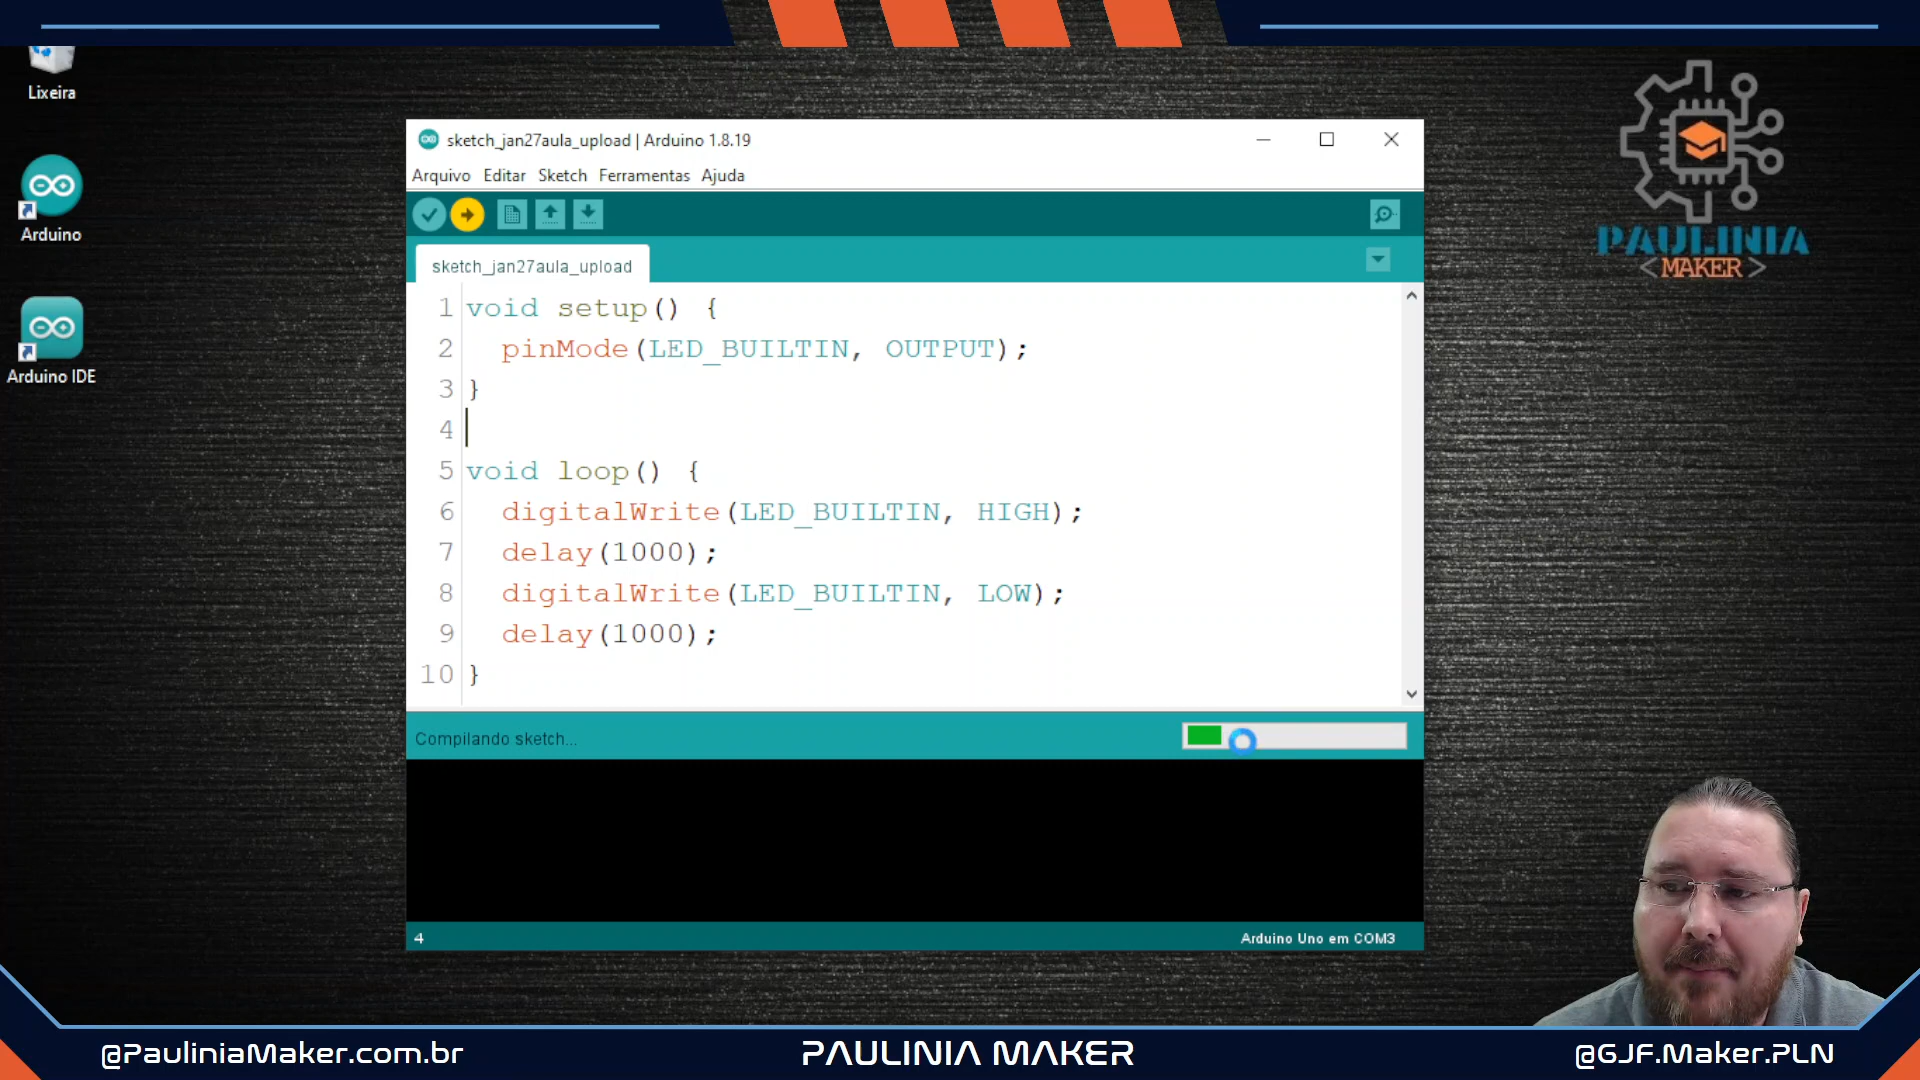 Lixeira
Arduino
Arduino IDE
sketch_jan27aula_upload | Arduino 1.8.19
Arquivo Editar Sketch Ferramentas Ajuda
sketch_jan27aula_upload
1 void setup() {
2   pinMode(LED_BUILTIN, OUTPUT);
3 }
4
5 void loop() {
6   digitalWrite(LED_BUILTIN, HIGH);
7   delay(1000);
8   digitalWrite(LED_BUILTIN, LOW);
9   delay(1000);
10 }
Compilando sketch...
4
Arduino Uno em COM3
PAULINIA
<MAKER>
@PauliniaMaker.com.br
PAULINIA MAKER
@GJF.Maker.PLN